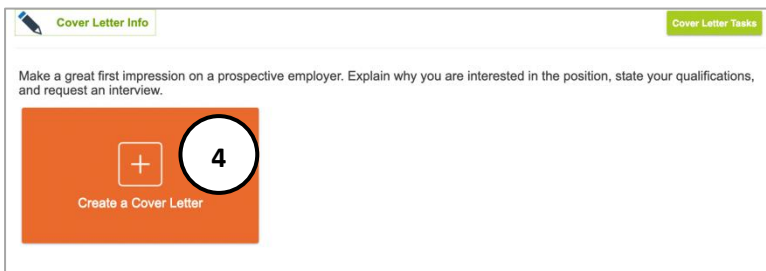 Cover Letter Info
Cover Letter Tasks
Make a great first impression on a prospective employer. Explain why you are interested in the position, state your qualifications,
and request an interview.
4
Create a Cover Letter